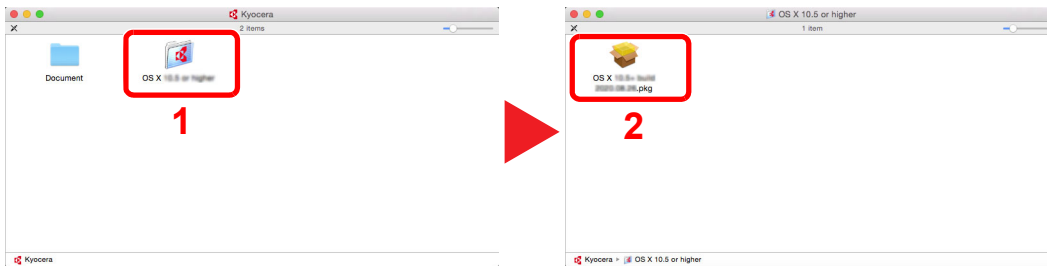 Kyocera
2 items
Document
OS X
1
Kyocera
OS X 10.5 or higher
1 item
OS X
.pkg
2
Kyocera ▸ OS X 10.5 or higher